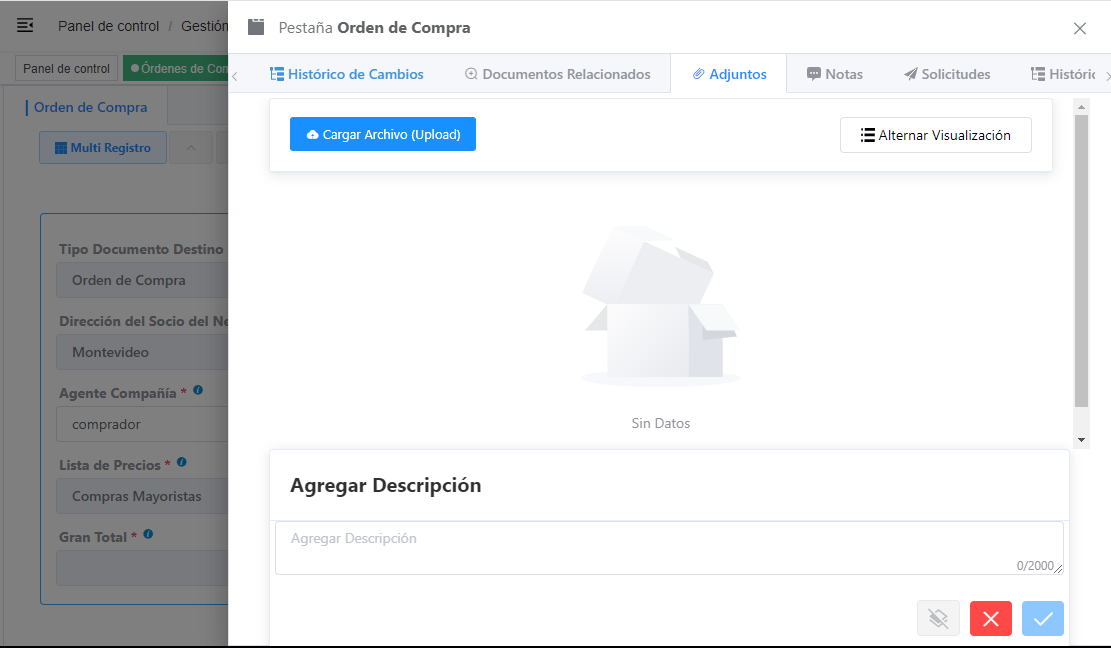 Panel de control / Gestión
Pestaña Orden de Compra
Panel de control
Órdenes de Con
Histórico de Cambios
Documentos Relacionados
Adjuntos
Notas
Solicitudes
Históric
Orden de Compra
Multi Registro
Cargar Archivo (Upload)
Alternar Visualización
Tipo Documento Destino
Orden de Compra
Dirección del Socio del Ne
Montevideo
Agente Compañía *
comprador
Lista de Precios *
Compras Mayoristas
Gran Total *
Sin Datos
Agregar Descripción
Agregar Descripción
0/2000